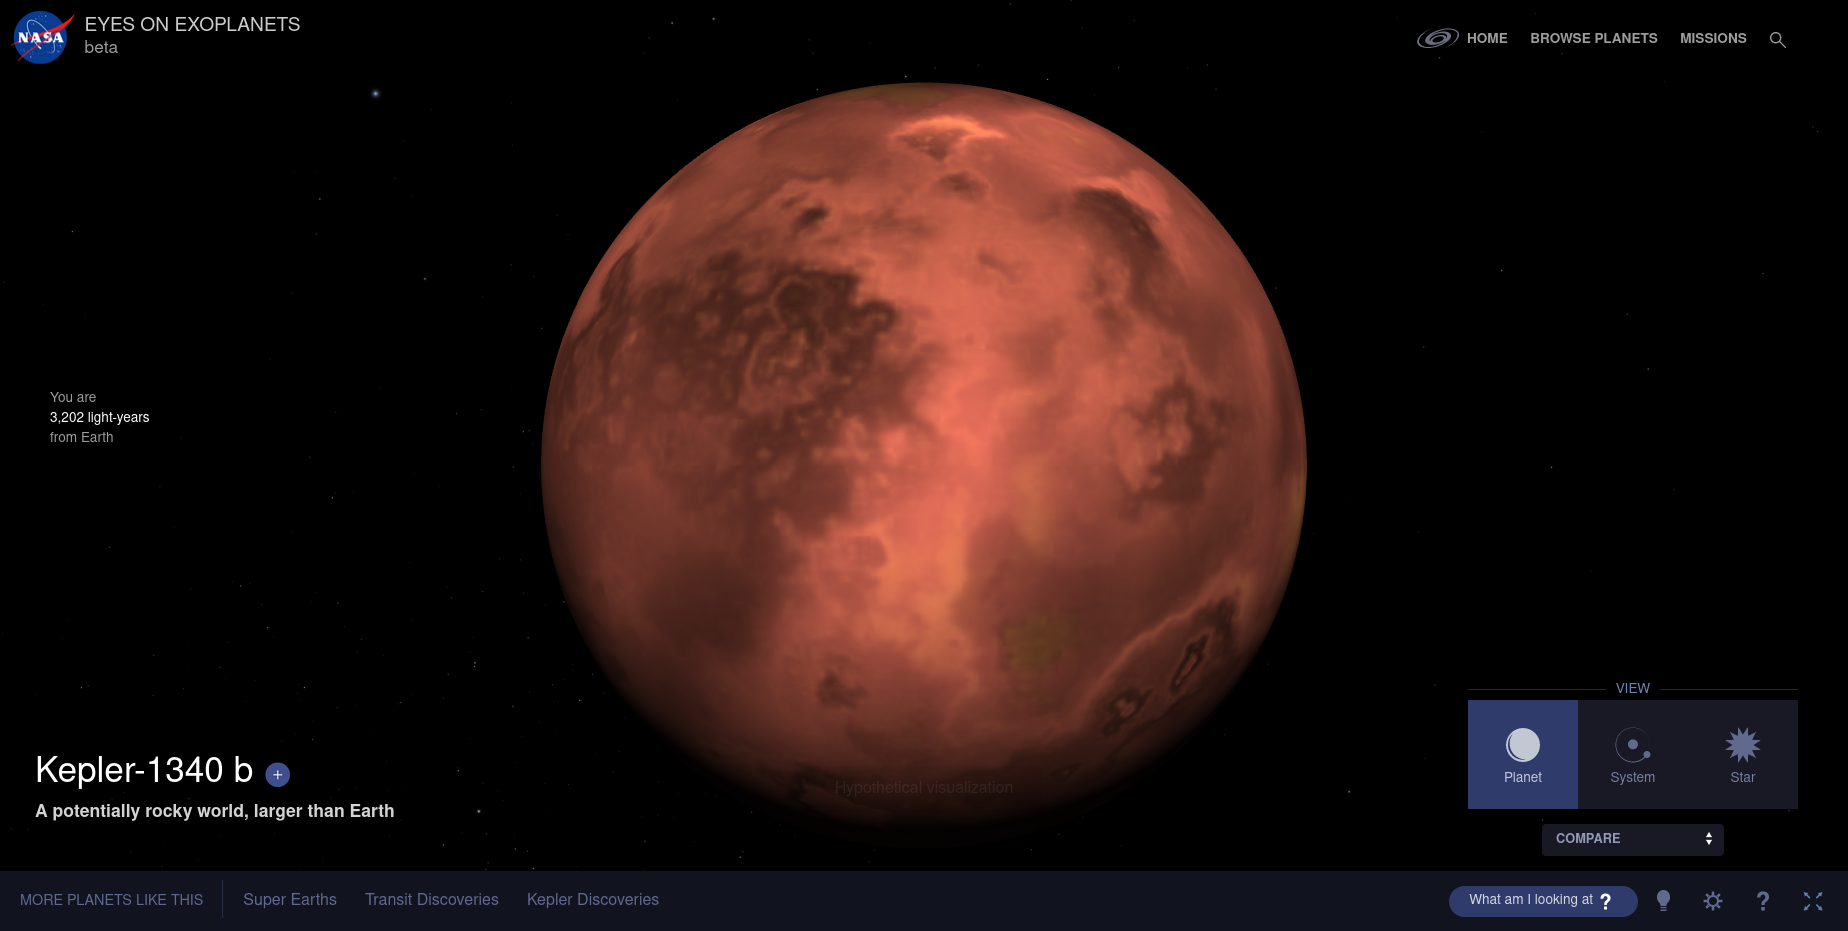 NASA
EYES ON EXOPLANETS
beta
HOME
BROWSE PLANETS
MISSIONS
You are
3,202 light-years
from Earth
Kepler-1340 b +
A potentially rocky world, larger than Earth
Hypothetical visualization
VIEW
Planet
System
Star
COMPARE
MORE PLANETS LIKE THIS
Super Earths
Transit Discoveries
Kepler Discoveries
What am I looking at ?
?